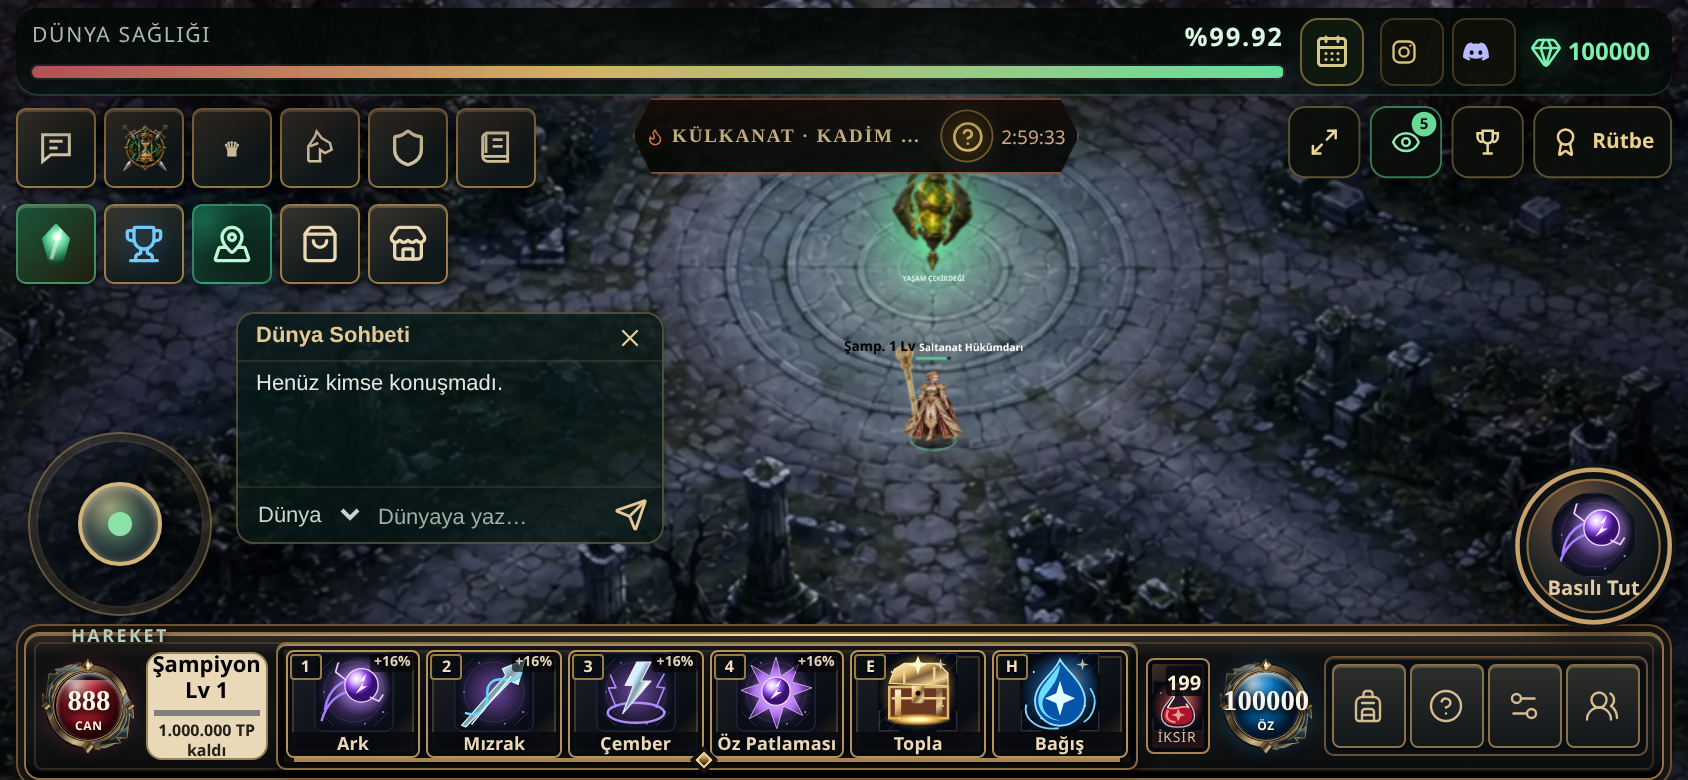 DÜNYA SAĞLIĞI
%99.92
100000
KÜLKANAT · KADİM ...
2:59:33
5
Rütbe
YAŞAM ÇEKİRDEĞİ
Şamp. 1 Lv Saltanat Hükümdarı
Dünya Sohbeti
Henüz kimse konuşmadı.
Dünya
Dünyaya yaz…
Basılı Tut
HAREKET
888
CAN
Şampiyon
Lv 1
1.000.000 TP
kaldı
1
+16%
Ark
2
+16%
Mızrak
3
+16%
Çember
4
+16%
Öz Patlaması
E
Topla
H
Bağış
199
İKSİR
100000
ÖZ